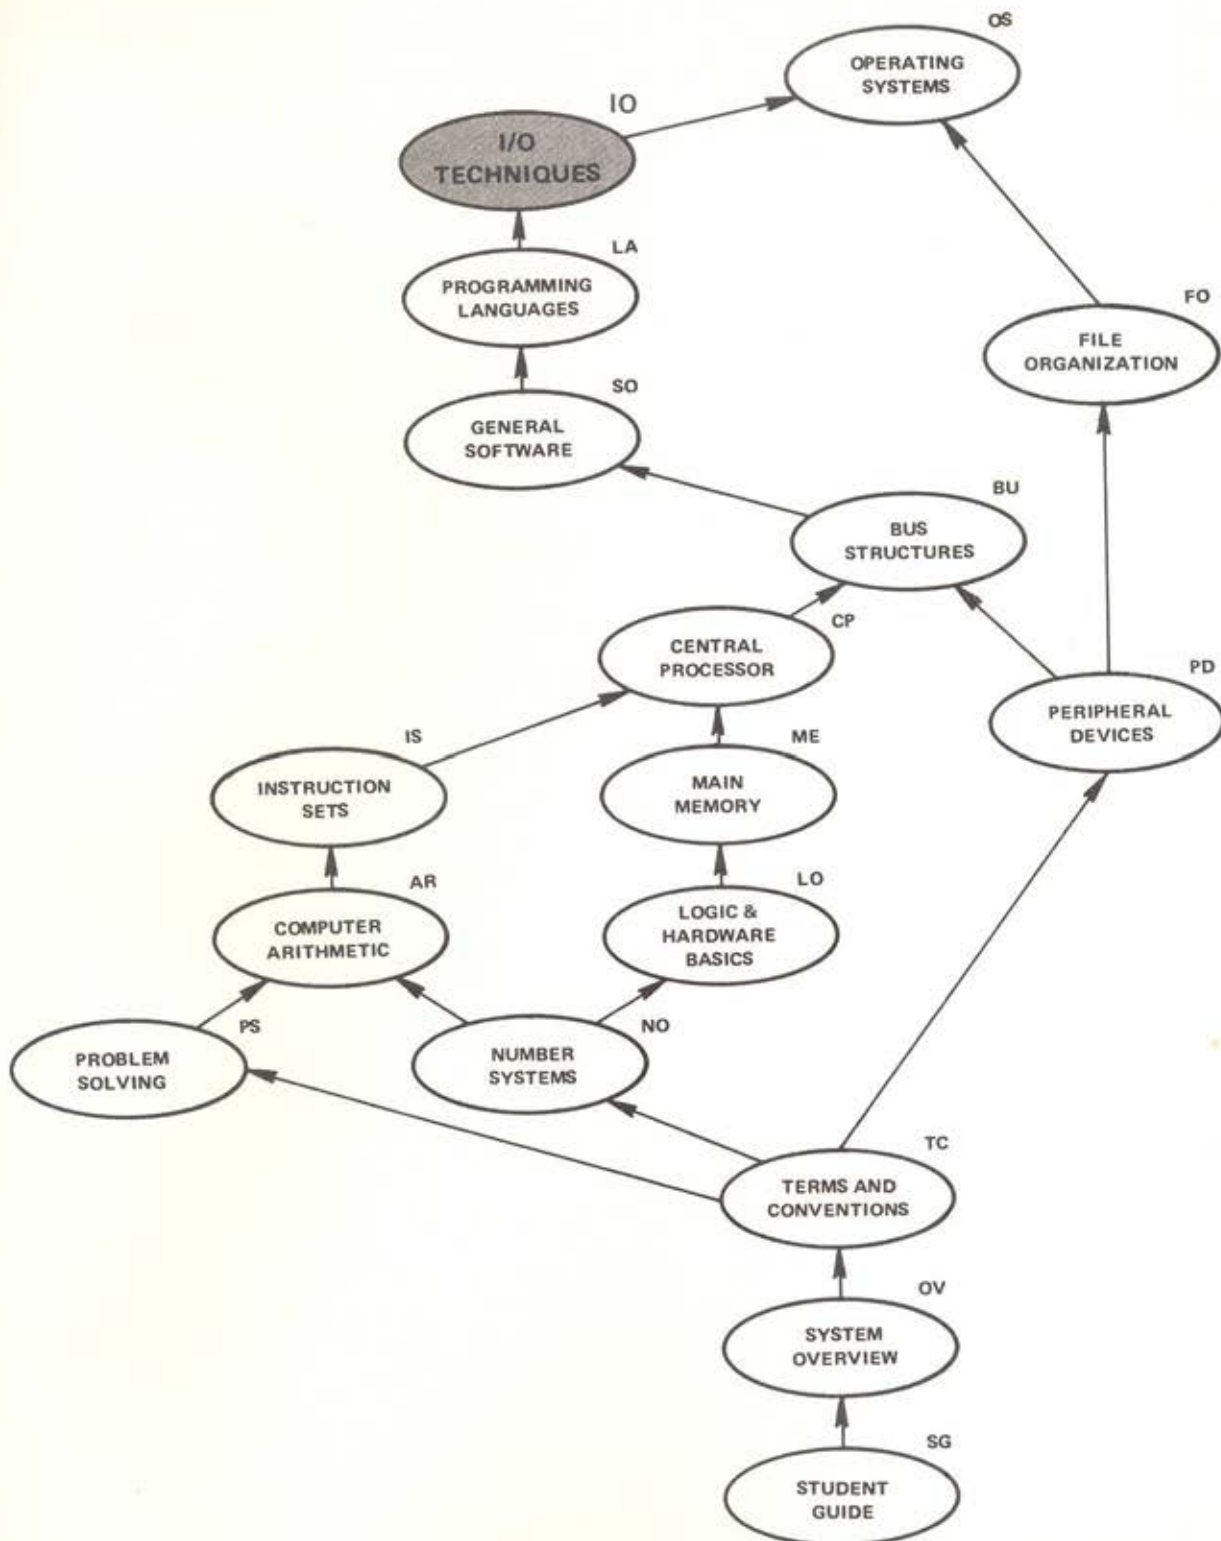 OS
OPERATING
SYSTEMS
IO
I/O
TECHNIQUES
LA
PROGRAMMING
LANGUAGES
FO
FILE
ORGANIZATION
SO
GENERAL
SOFTWARE
BU
BUS
STRUCTURES
CP
CENTRAL
PROCESSOR
PD
PERIPHERAL
DEVICES
IS
INSTRUCTION
SETS
ME
MAIN
MEMORY
AR
COMPUTER
ARITHMETIC
LO
LOGIC &
HARDWARE
BASICS
PS
PROBLEM
SOLVING
NO
NUMBER
SYSTEMS
TC
TERMS AND
CONVENTIONS
OV
SYSTEM
OVERVIEW
SG
STUDENT
GUIDE